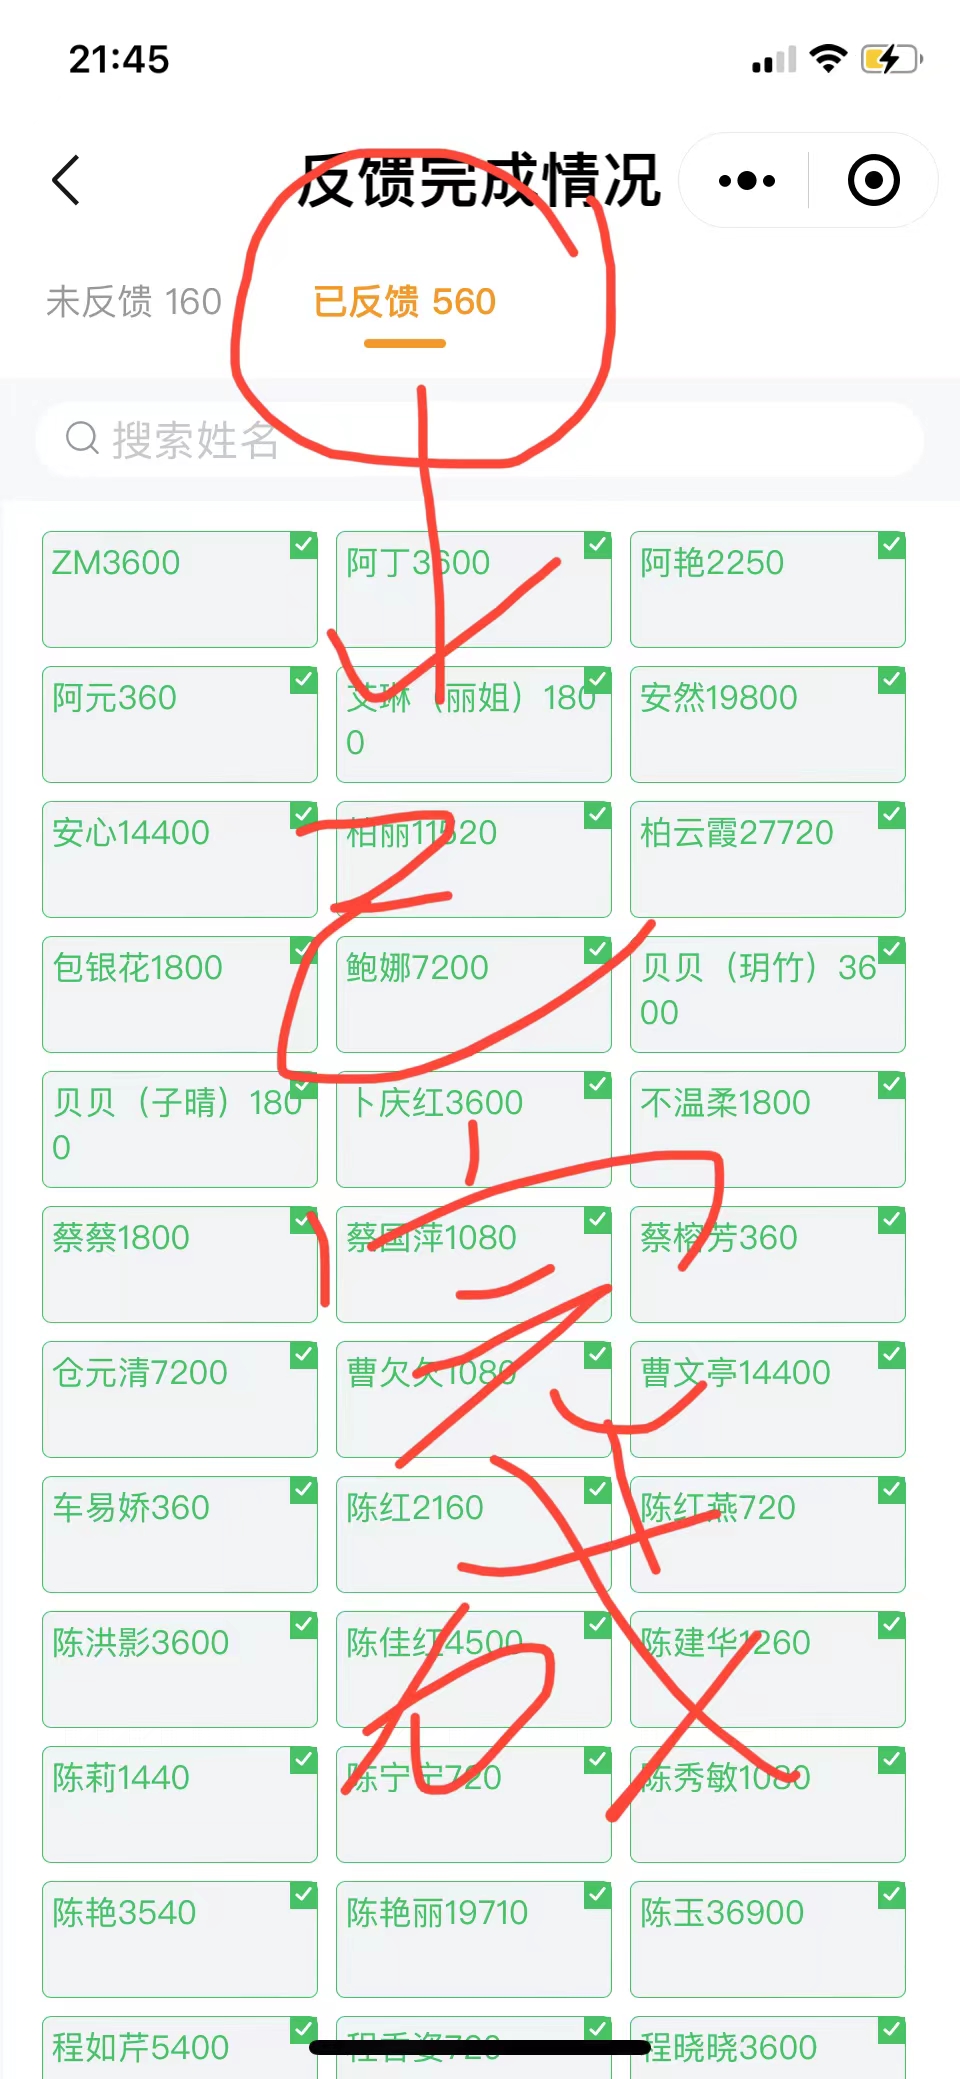 21:45
反馈完成情况
未反馈 160 已反馈 560
搜索姓名
ZM3600 阿丁3600 阿艳2250
阿元360 艾琳（丽姐）180 安然19800
0
安心14400 柏丽11520 柏云霞27720
包银花1800 鲍娜7200 贝贝（玥竹）36
00
贝贝（子晴）180 卜庆红3600 不温柔1800
0
蔡蔡1800 蔡国萍1080 蔡榕芳360
仓元清7200 曹欠欠1080 曹文亭14400
车易娇360 陈红2160 陈红燕720
陈洪影3600 陈佳红4500 陈建华1260
陈莉1440 陈宁宁720 陈秀敏1080
陈艳3540 陈艳丽19710 陈玉36900
程如芹5400 程香姿720 程晓晓3600
已